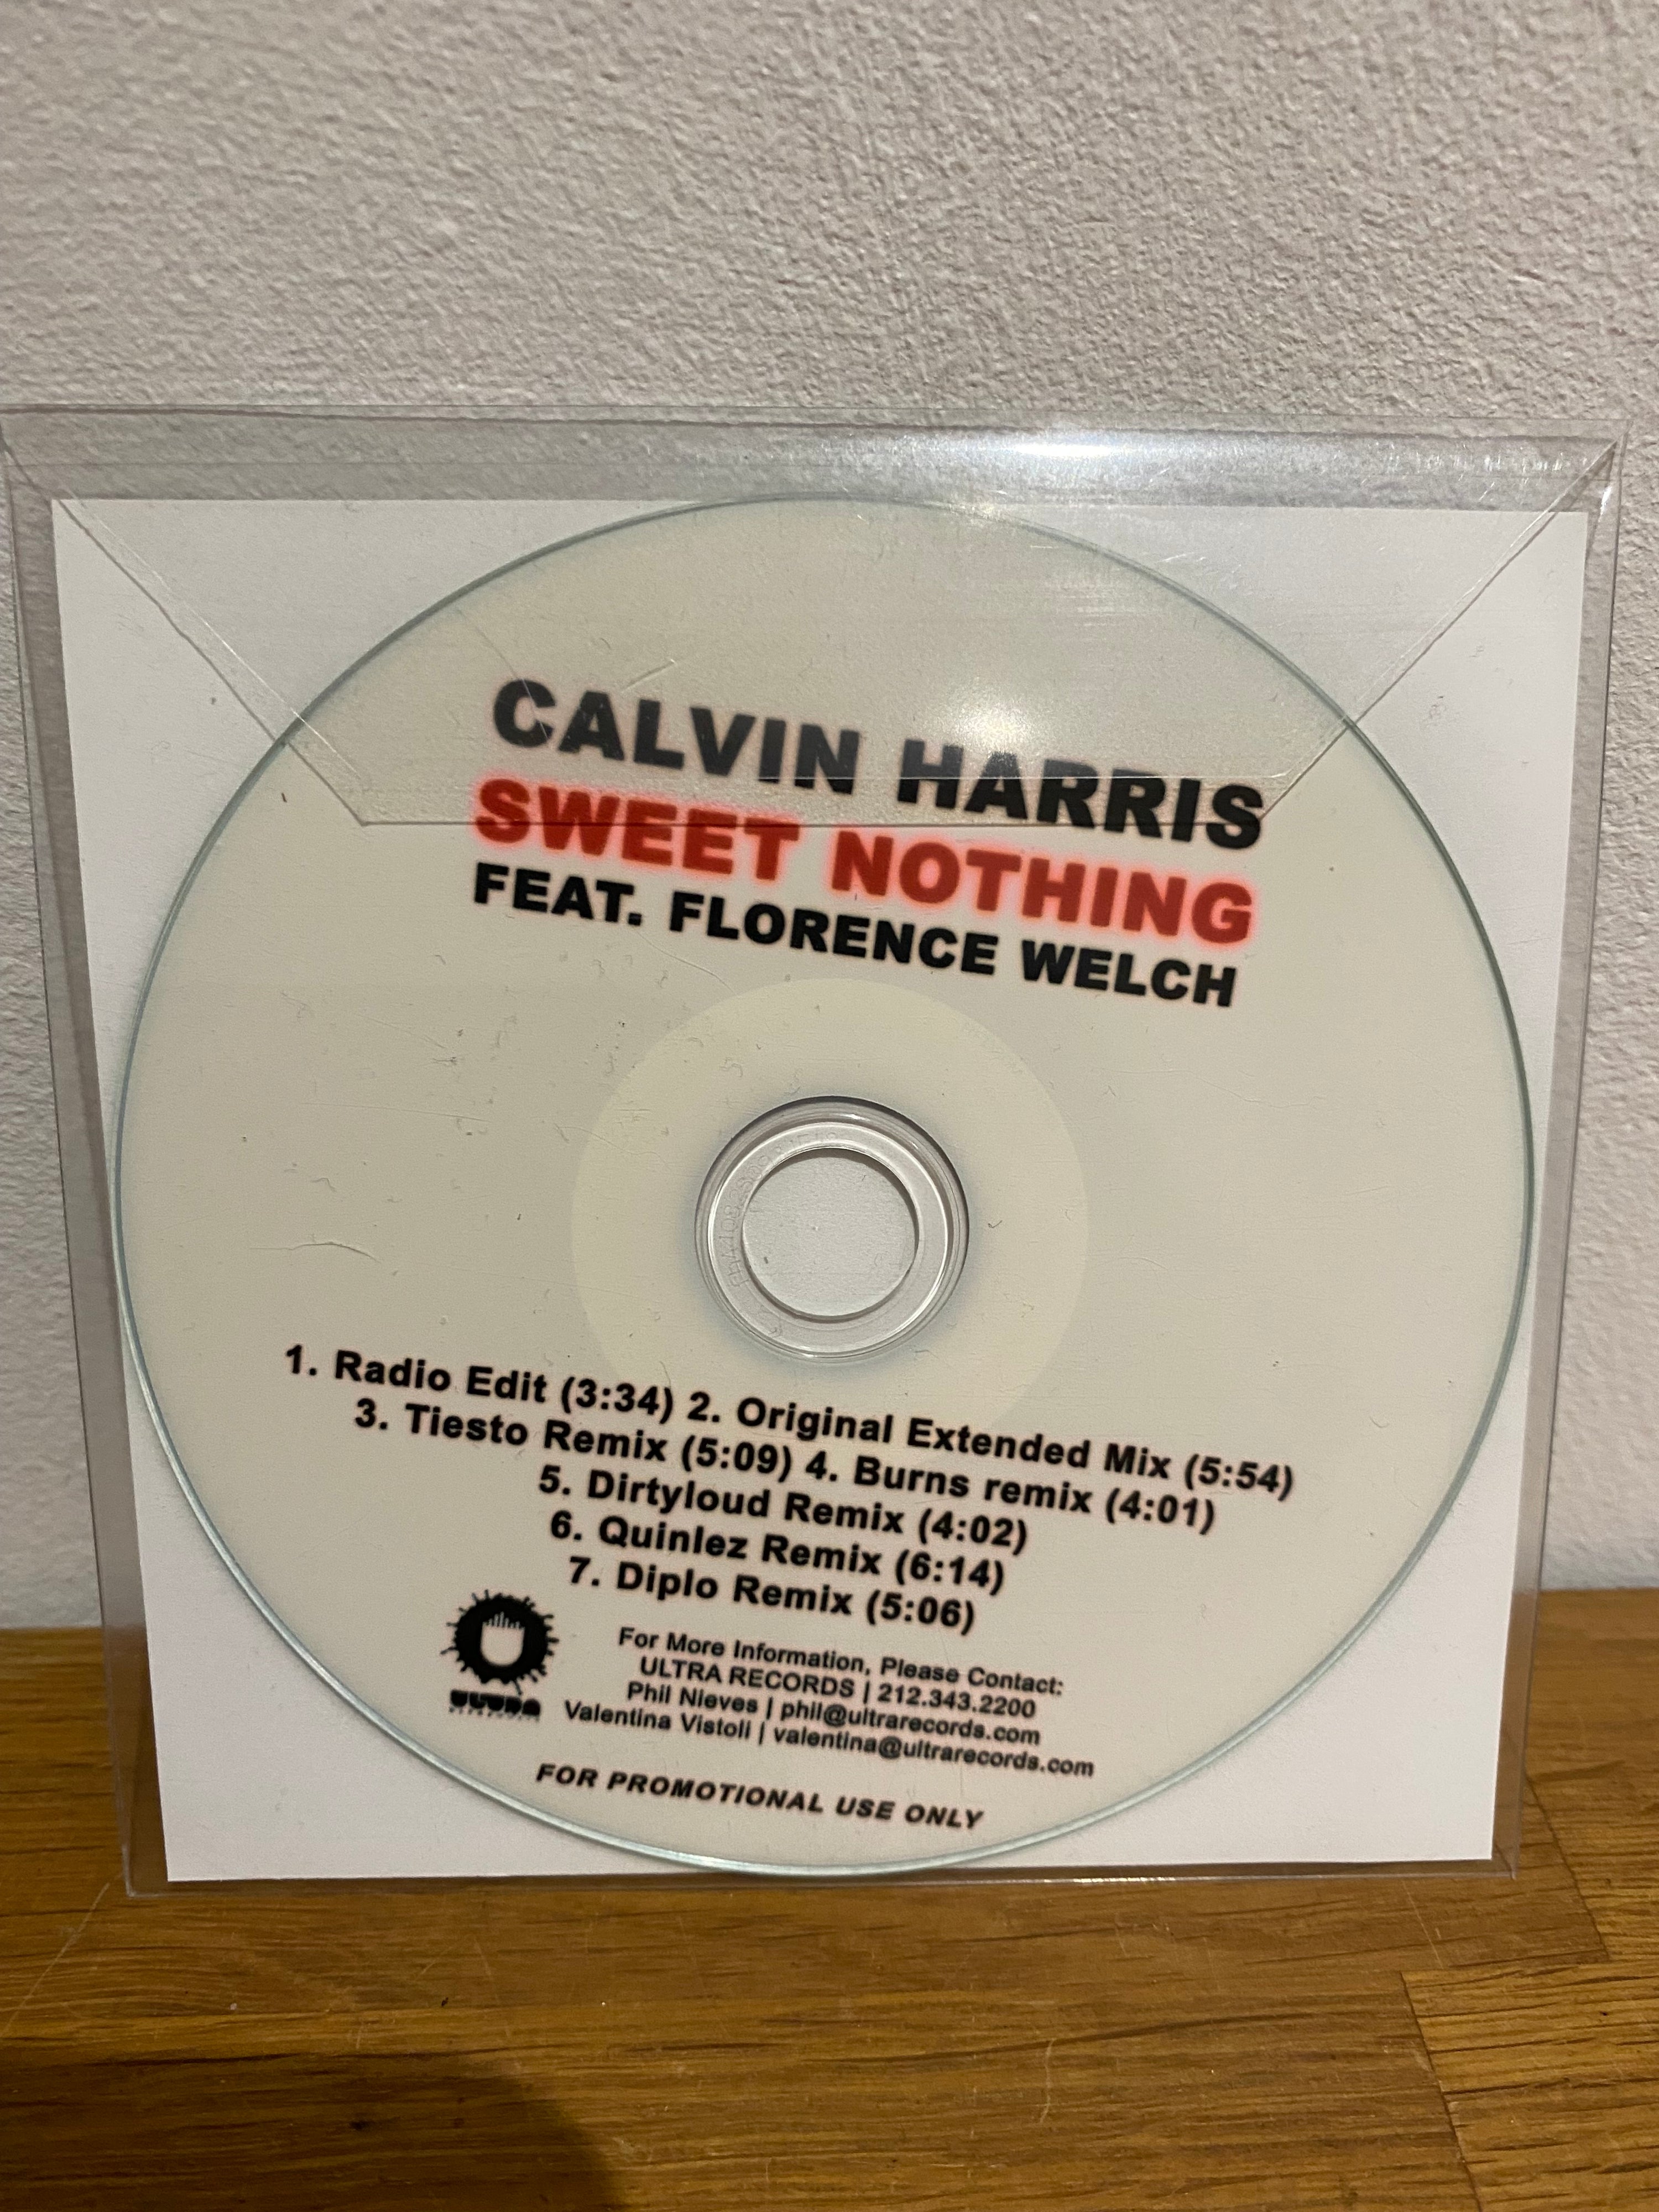 CALVIN HARRIS
SWEET NOTHING
FEAT. FLORENCE WELCH
1. Radio Edit (3:34) 2. Original Extended Mix (5:54)
3. Tiesto Remix (5:09) 4. Burns remix (4:01)
5. Dirtyloud Remix (4:02)
6. Quinlez Remix (6:14)
7. Diplo Remix (5:06)
For More Information, Please Contact:
ULTRA RECORDS | 212.343.2200
Phil Nieves | phil@ultrarecords.com
Valentina Vistoli | valentina@ultrarecords.com
ULTRA
FOR PROMOTIONAL USE ONLY